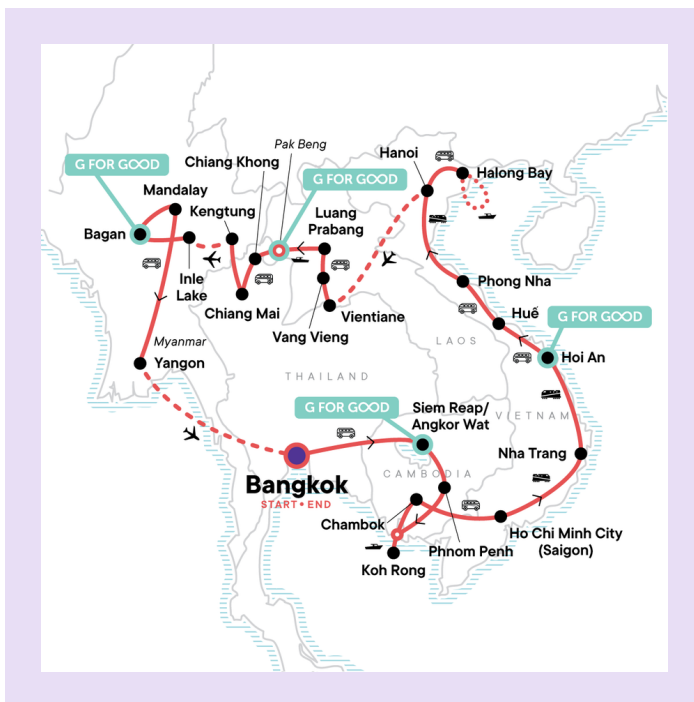 Pak Beng
Hanoi
G FOR GOOD
Chiang Khong
Halong Bay
G FOR GOOD
Mandalay
Kengtung
Luang
Prabang
Bagan
Inle
Lake
Phong Nha
Chiang Mai
Vientiane
Huế
G FOR GOOD
Vang Vieng
Myanmar
LAOS
Yangon
Hoi An
THAILAND
G FOR GOOD
Siem Reap/
Angkor Wat
VIETNAM
Nha Trang
CAMBODIA
Bangkok
START • END
Chambok
Ho Chi Minh City
(Saigon)
Phnom Penh
Koh Rong